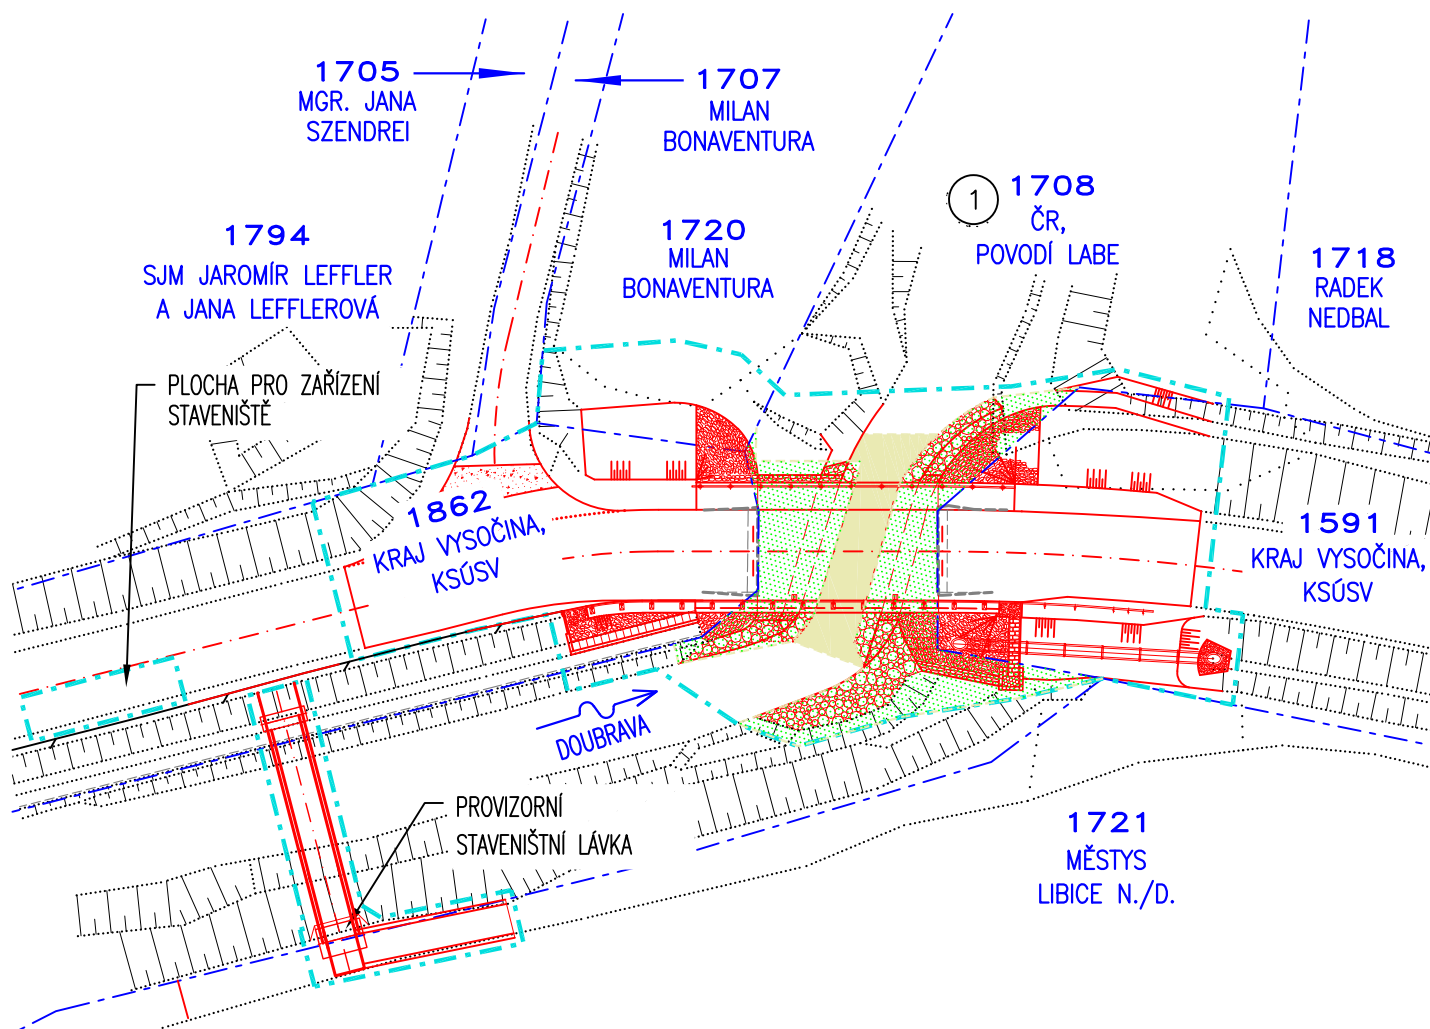 1705
MGR. JANA
SZENDREI
1707
MILAN
BONAVENTURA
1
1708
ČR,
POVODÍ LABE
1794
SJM JAROMÍR LEFFLER
A JANA LEFFLEROVÁ
1720
MILAN
BONAVENTURA
1718
RADEK
NEDBAL
PLOCHA PRO ZAŘÍZENÍ
STAVENIŠTĚ
1862
KRAJ VYSOČINA,
KSÚSV
1591
KRAJ VYSOČINA,
KSÚSV
DOUBRAVA
PROVIZORNÍ
STAVENIŠTNÍ LÁVKA
1721
MĚSTYS
LIBICE N./D.